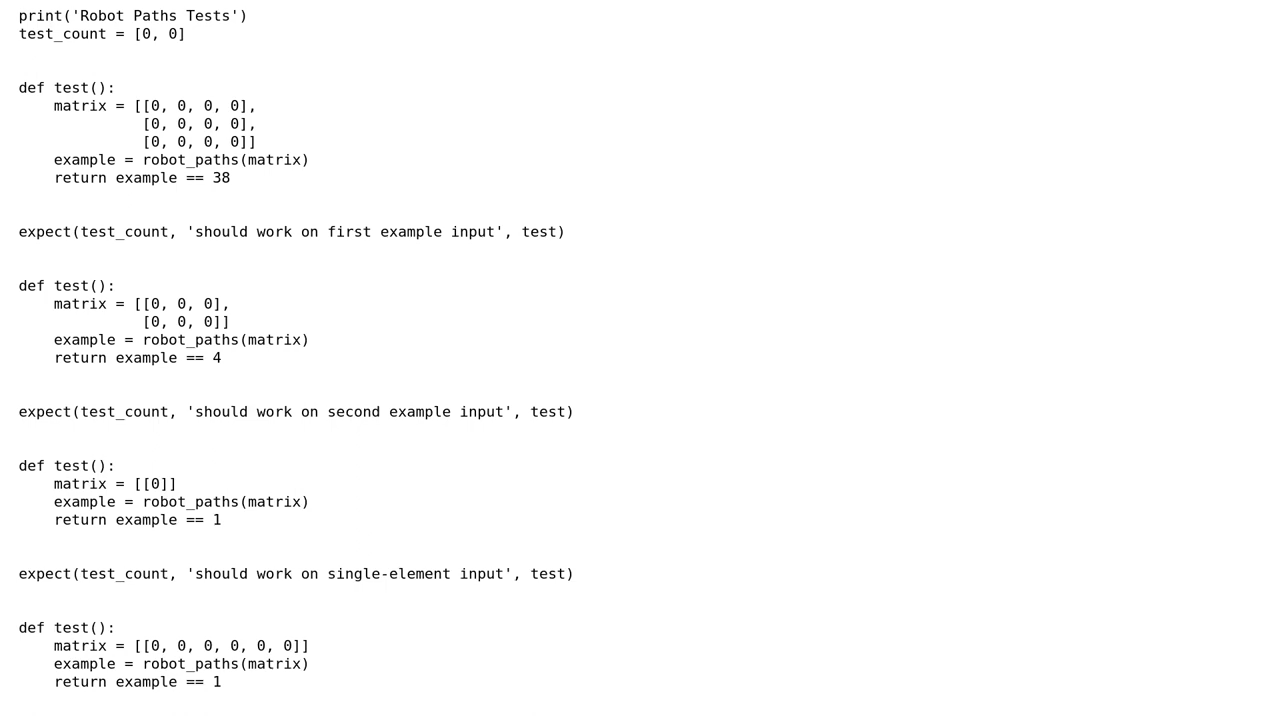 print('Robot Paths Tests')
test_count = [0, 0]


def test():
    matrix = [[0, 0, 0, 0],
              [0, 0, 0, 0],
              [0, 0, 0, 0]]
    example = robot_paths(matrix)
    return example == 38


expect(test_count, 'should work on first example input', test)


def test():
    matrix = [[0, 0, 0],
              [0, 0, 0]]
    example = robot_paths(matrix)
    return example == 4


expect(test_count, 'should work on second example input', test)


def test():
    matrix = [[0]]
    example = robot_paths(matrix)
    return example == 1


expect(test_count, 'should work on single-element input', test)


def test():
    matrix = [[0, 0, 0, 0, 0, 0]]
    example = robot_paths(matrix)
    return example == 1